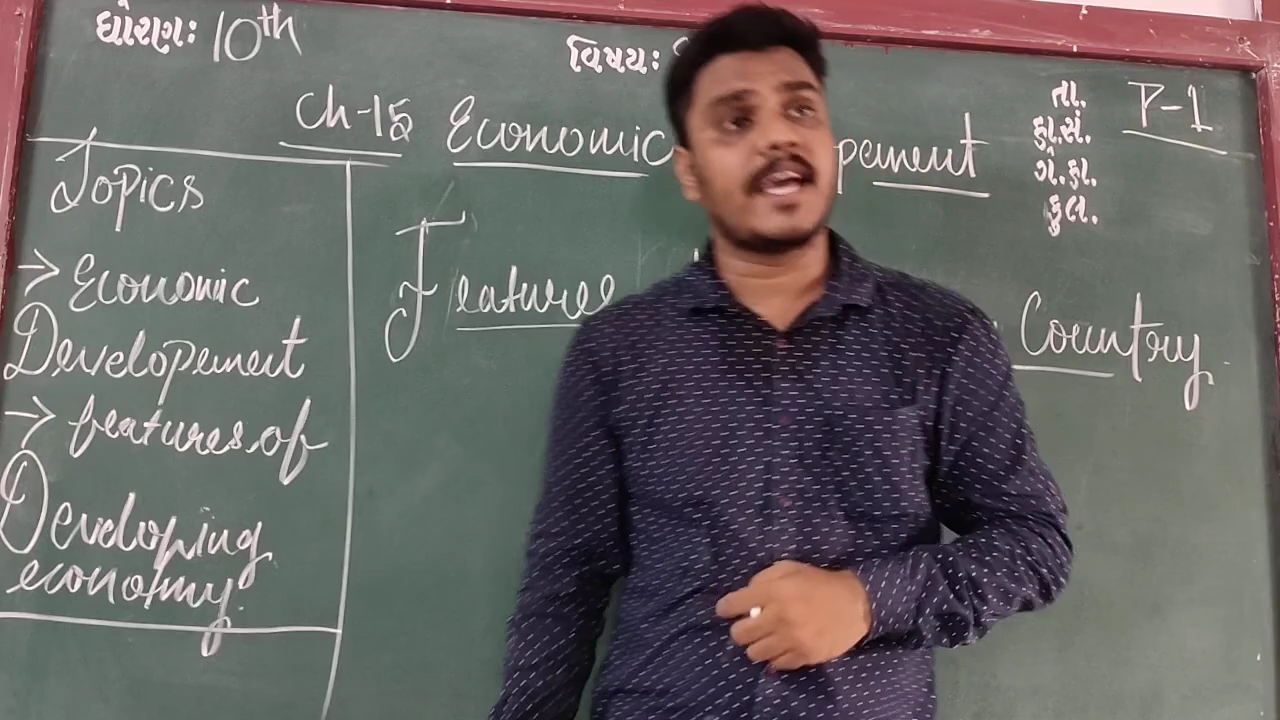 ધોરણ: 10th
વિષય:
તા.
કા.સં.
ગે.કા.
કુલ.
P-1
Ch-15 Economic pement
Topics
→ Economic
Developement
→ features of
Developing
economy.
Features Country.